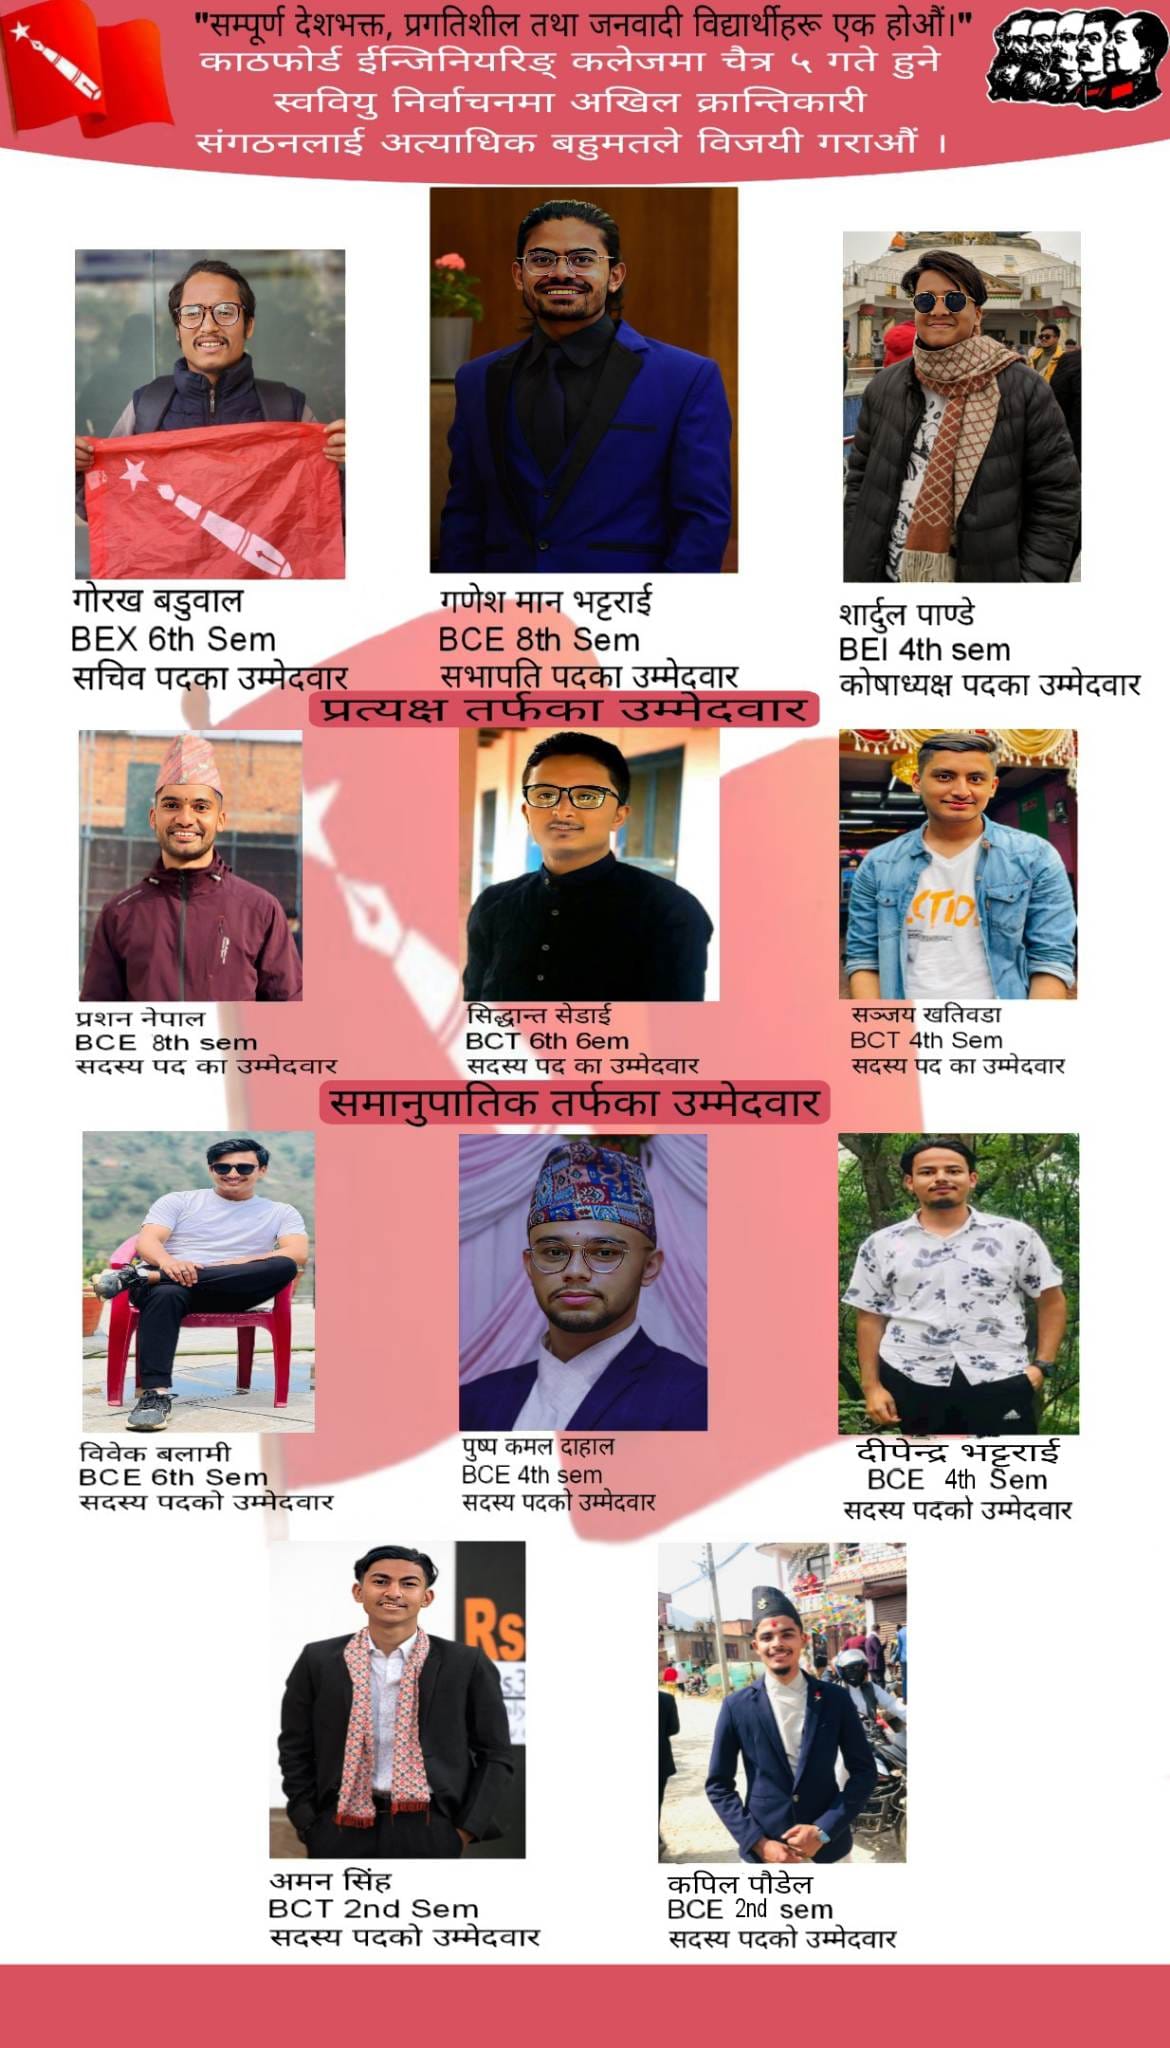 "सम्पूर्ण देशभक्त, प्रगतिशील तथा जनवादी विद्यार्थीहरू एक होऔं।"
काठफोर्ड ईन्जिनियरिङ् कलेजमा चैत्र ५ गते हुने
स्ववियु निर्वाचनमा अखिल क्रान्तिकारी
संगठनलाई अत्याधिक बहुमतले विजयी गराऔं ।
गोरख बडुवाल
BEX 6th Sem
सचिव पदका उम्मेदवार
गणेश मान भट्टराई
BCE 8th Sem
सभापति पदका उम्मेदवार
शार्दुल पाण्डे
BEI 4th sem
कोषाध्यक्ष पदका उम्मेदवार
प्रत्यक्ष तर्फका उम्मेदवार
प्रशन नेपाल
BCE 8th sem
सदस्य पद का उम्मेदवार
सिद्धान्त सेडाई
BCT 6th 6em
सदस्य पद का उम्मेदवार
CTIO
सञ्जय खतिवडा
BCT 4th Sem
सदस्य पद का उम्मेदवार
समानुपातिक तर्फका उम्मेदवार
विवेक बलामी
BCE 6th Sem
सदस्य पदको उम्मेदवार
पुष्प कमल दाहाल
BCE 4th sem
सदस्य पदको उम्मेदवार
दीपेन्द्र भट्टराई
BCE 4th Sem
सदस्य पदको उम्मेदवार
Rs
अमन सिंह
BCT 2nd Sem
सदस्य पदको उम्मेदवार
कपिल पौडेल
BCE 2nd sem
सदस्य पदको उम्मेदवार